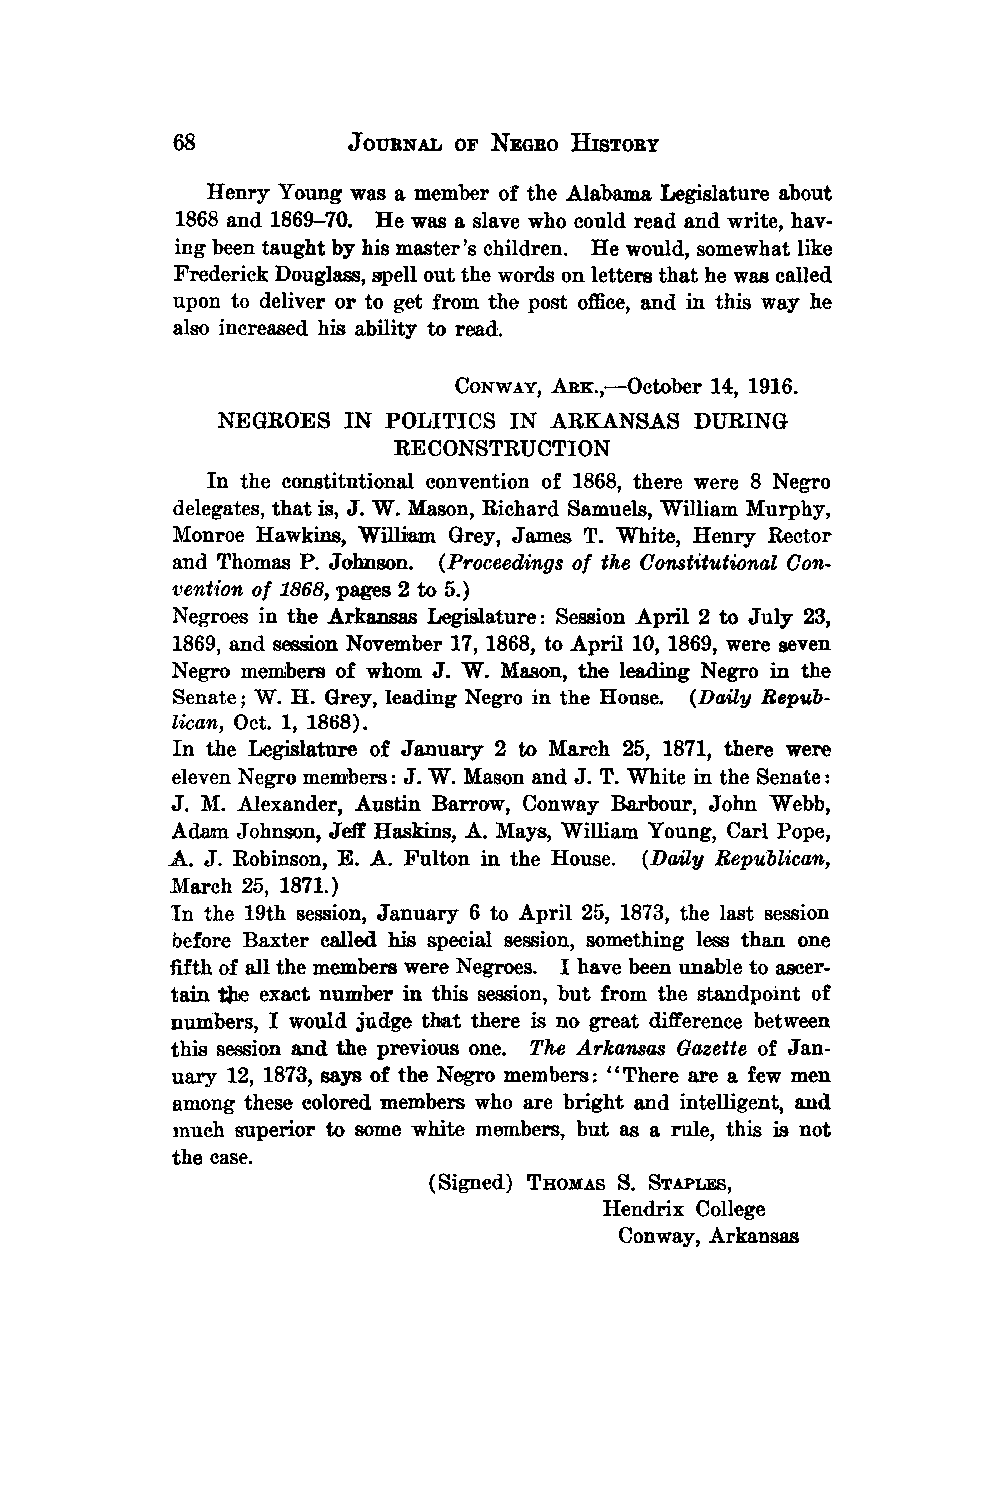 68 JOURNAL OF NEGRO HISTORY
Henry Young was a member of the Alabama Legislature about
1868 and 1869–70. He was a slave who could read and write, hav-
ing been taught by his master's children. He would, somewhat like
Frederick Douglass, spell out the words on letters that he was called
upon to deliver or to get from the post office, and in this way he
also increased his ability to read.
CONWAY, ARK.,—October 14, 1916.
NEGROES IN POLITICS IN ARKANSAS DURING
RECONSTRUCTION
In the constitutional convention of 1868, there were 8 Negro
delegates, that is, J. W. Mason, Richard Samuels, William Murphy,
Monroe Hawkins, William Grey, James T. White, Henry Rector
and Thomas P. Johnson. (Proceedings of the Constitutional Con-
vention of 1868, pages 2 to 5.)
Negroes in the Arkansas Legislature: Session April 2 to July 23,
1869, and session November 17, 1868, to April 10, 1869, were seven
Negro members of whom J. W. Mason, the leading Negro in the
Senate; W. H. Grey, leading Negro in the House. (Daily Repub-
lican, Oct. 1, 1868).
In the Legislature of January 2 to March 25, 1871, there were
eleven Negro members: J. W. Mason and J. T. White in the Senate:
J. M. Alexander, Austin Barrow, Conway Barbour, John Webb,
Adam Johnson, Jeff Haskins, A. Mays, William Young, Carl Pope,
A. J. Robinson, E. A. Fulton in the House. (Daily Republican,
March 25, 1871.)
In the 19th session, January 6 to April 25, 1873, the last session
before Baxter called his special session, something less than one
fifth of all the members were Negroes. I have been unable to ascer-
tain the exact number in this session, but from the standpoint of
numbers, I would judge that there is no great difference between
this session and the previous one. The Arkansas Gazette of Jan-
uary 12, 1873, says of the Negro members: "There are a few men
among these colored members who are bright and intelligent, and
much superior to some white members, but as a rule, this is not
the case.
(Signed) THOMAS S. STAPLES,
Hendrix College
Conway, Arkansas